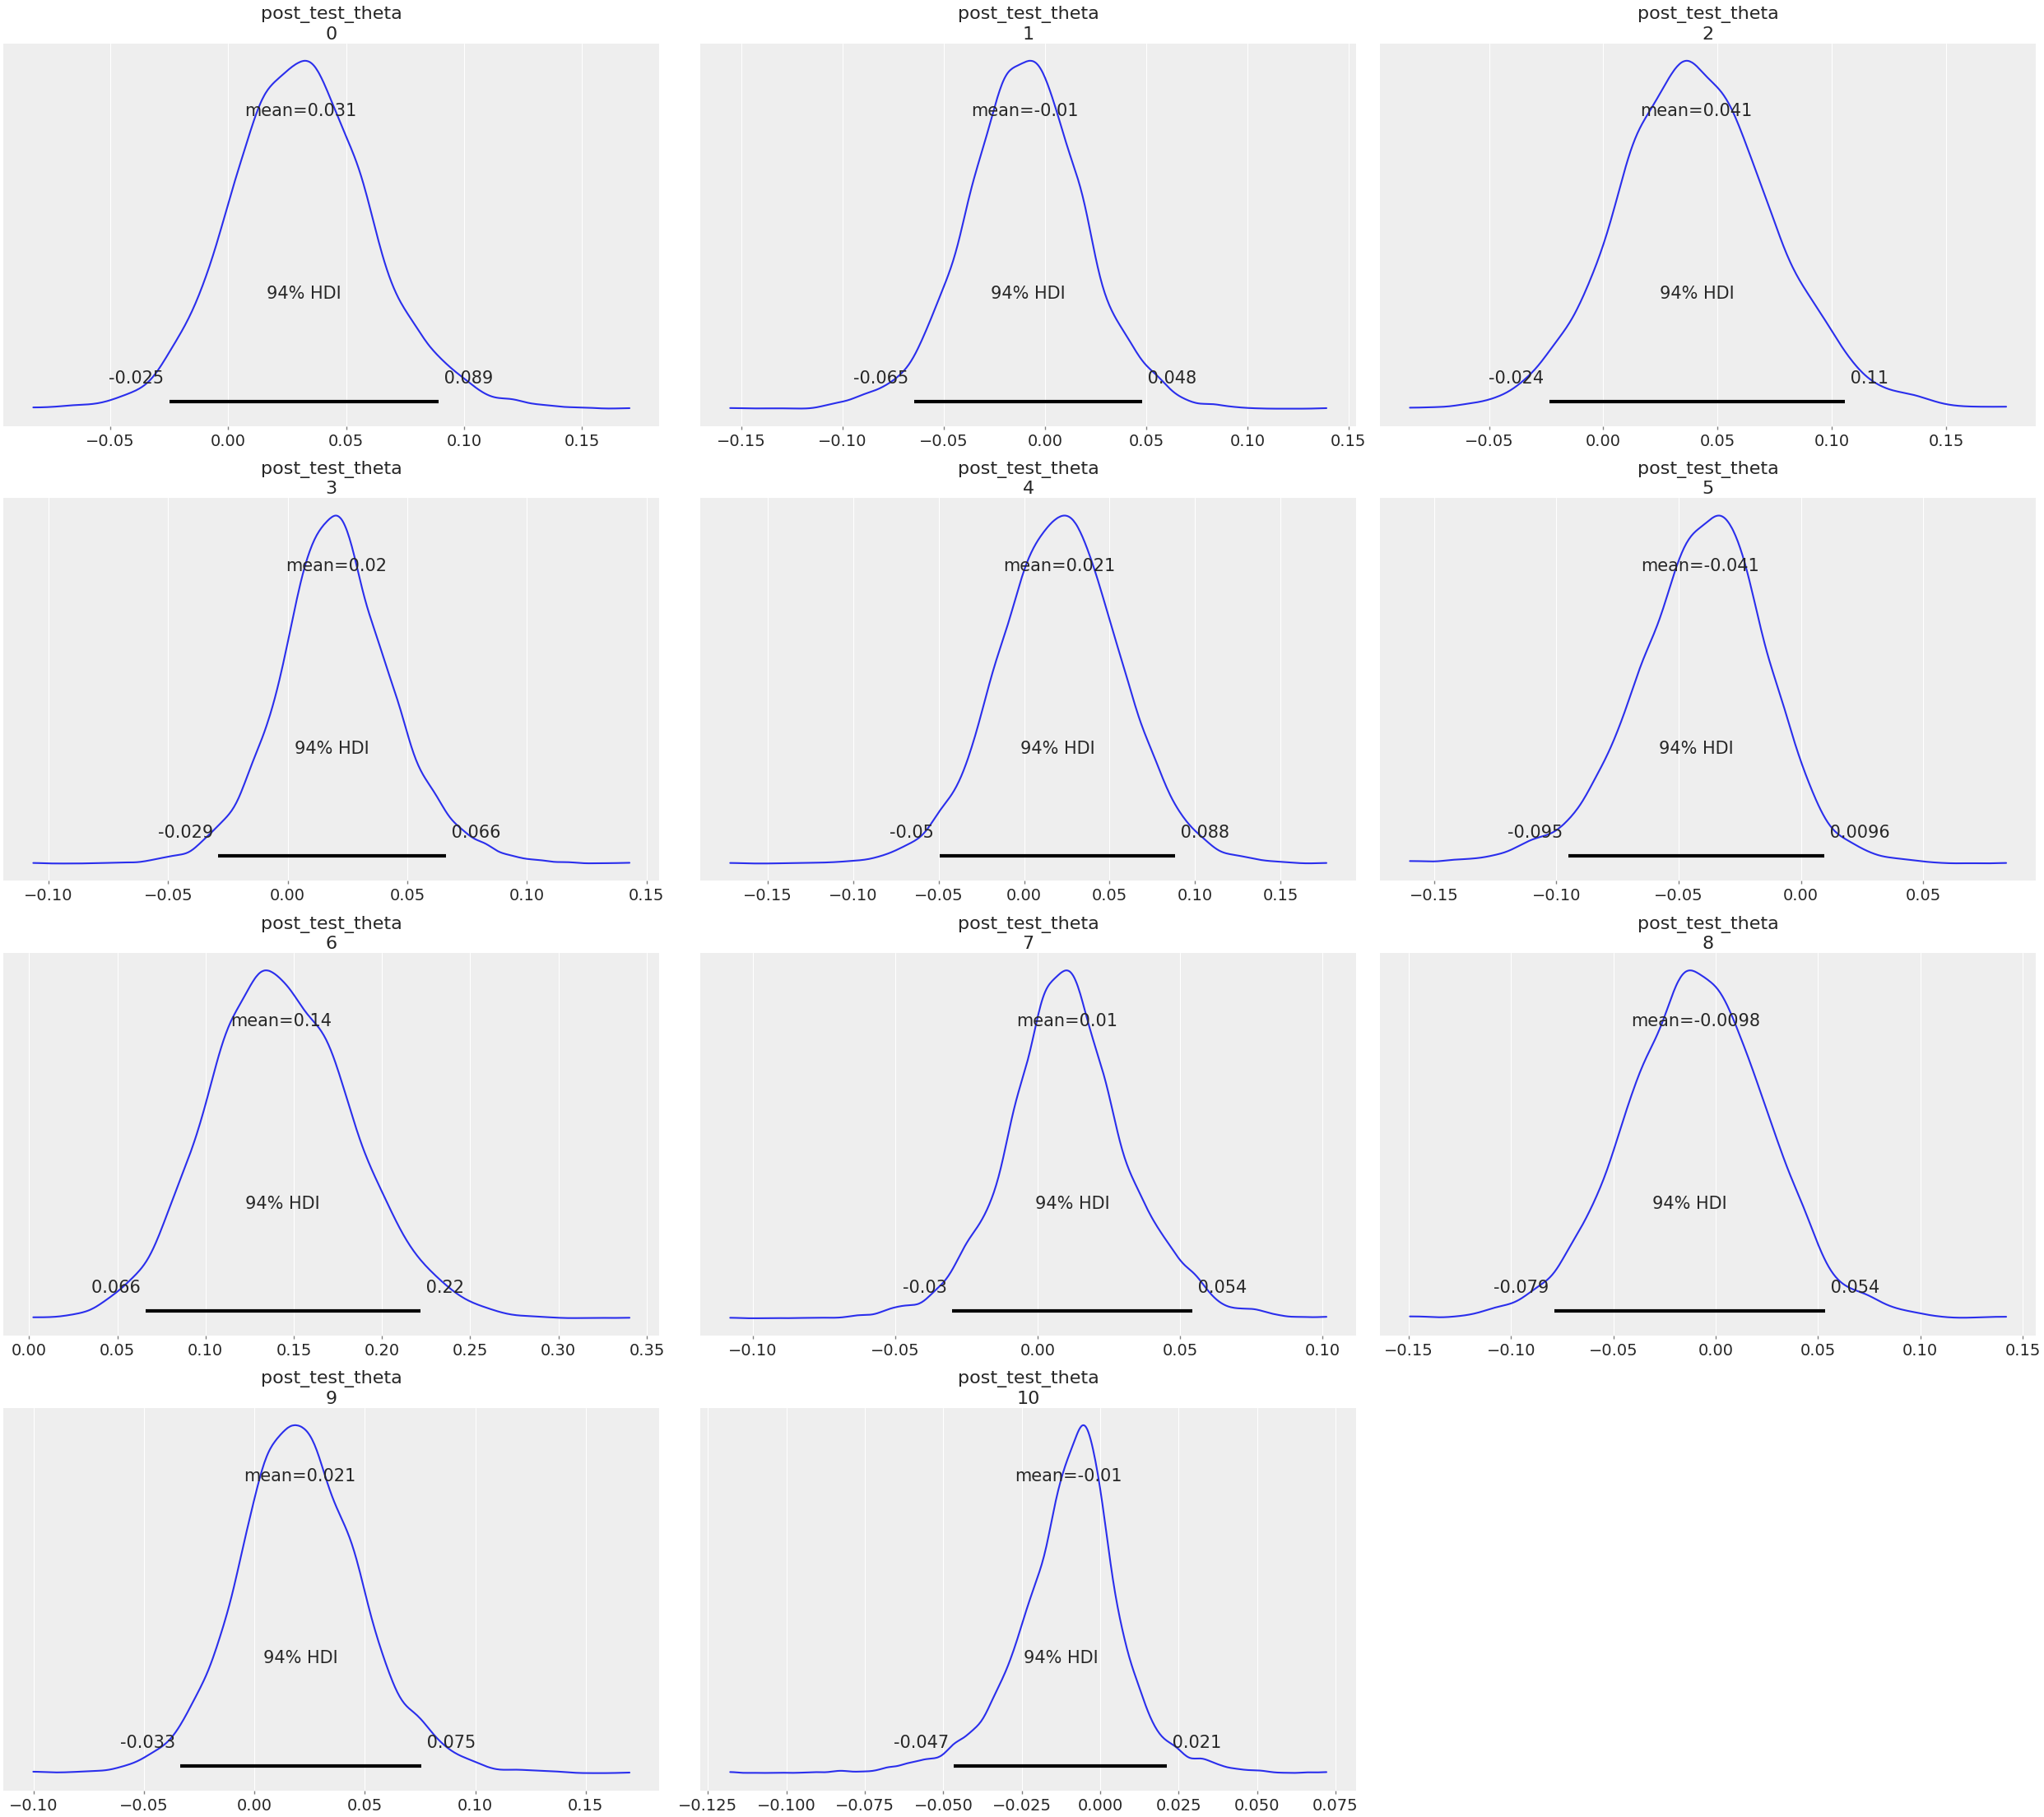 post_test_theta
0
mean=0.031
94% HDI
-0.025
0.089
−0.05 0.00 0.05 0.10 0.15
post_test_theta
1
mean=-0.01
94% HDI
-0.065
0.048
−0.15 −0.10 −0.05 0.00 0.05 0.10 0.15
post_test_theta
2
mean=0.041
94% HDI
-0.024
0.11
−0.05 0.00 0.05 0.10 0.15
post_test_theta
3
mean=0.02
94% HDI
-0.029
0.066
−0.10 −0.05 0.00 0.05 0.10 0.15
post_test_theta
4
mean=0.021
94% HDI
-0.05
0.088
−0.15 −0.10 −0.05 0.00 0.05 0.10 0.15
post_test_theta
5
mean=-0.041
94% HDI
-0.095
0.0096
−0.15 −0.10 −0.05 0.00 0.05
post_test_theta
6
mean=0.14
94% HDI
0.066
0.22
0.00 0.05 0.10 0.15 0.20 0.25 0.30 0.35
post_test_theta
7
mean=0.01
94% HDI
-0.03
0.054
−0.10 −0.05 0.00 0.05 0.10
post_test_theta
8
mean=-0.0098
94% HDI
-0.079
0.054
−0.15 −0.10 −0.05 0.00 0.05 0.10 0.15
post_test_theta
9
mean=0.021
94% HDI
-0.033
0.075
−0.10 −0.05 0.00 0.05 0.10 0.15
post_test_theta
10
mean=-0.01
94% HDI
-0.047
0.021
−0.125 −0.100 −0.075 −0.050 −0.025 0.000 0.025 0.050 0.075